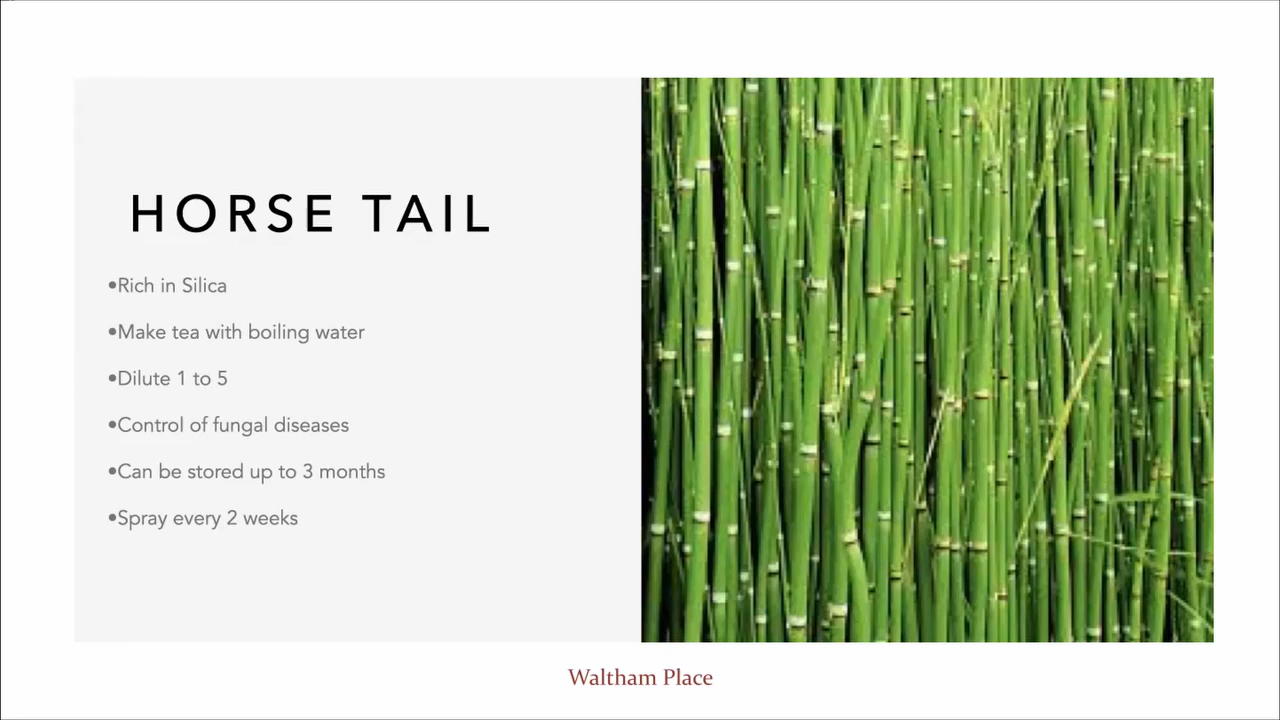 HORSE TAIL
•Rich in Silica
•Make tea with boiling water
•Dilute 1 to 5
•Control of fungal diseases
•Can be stored up to 3 months
•Spray every 2 weeks
Waltham Place